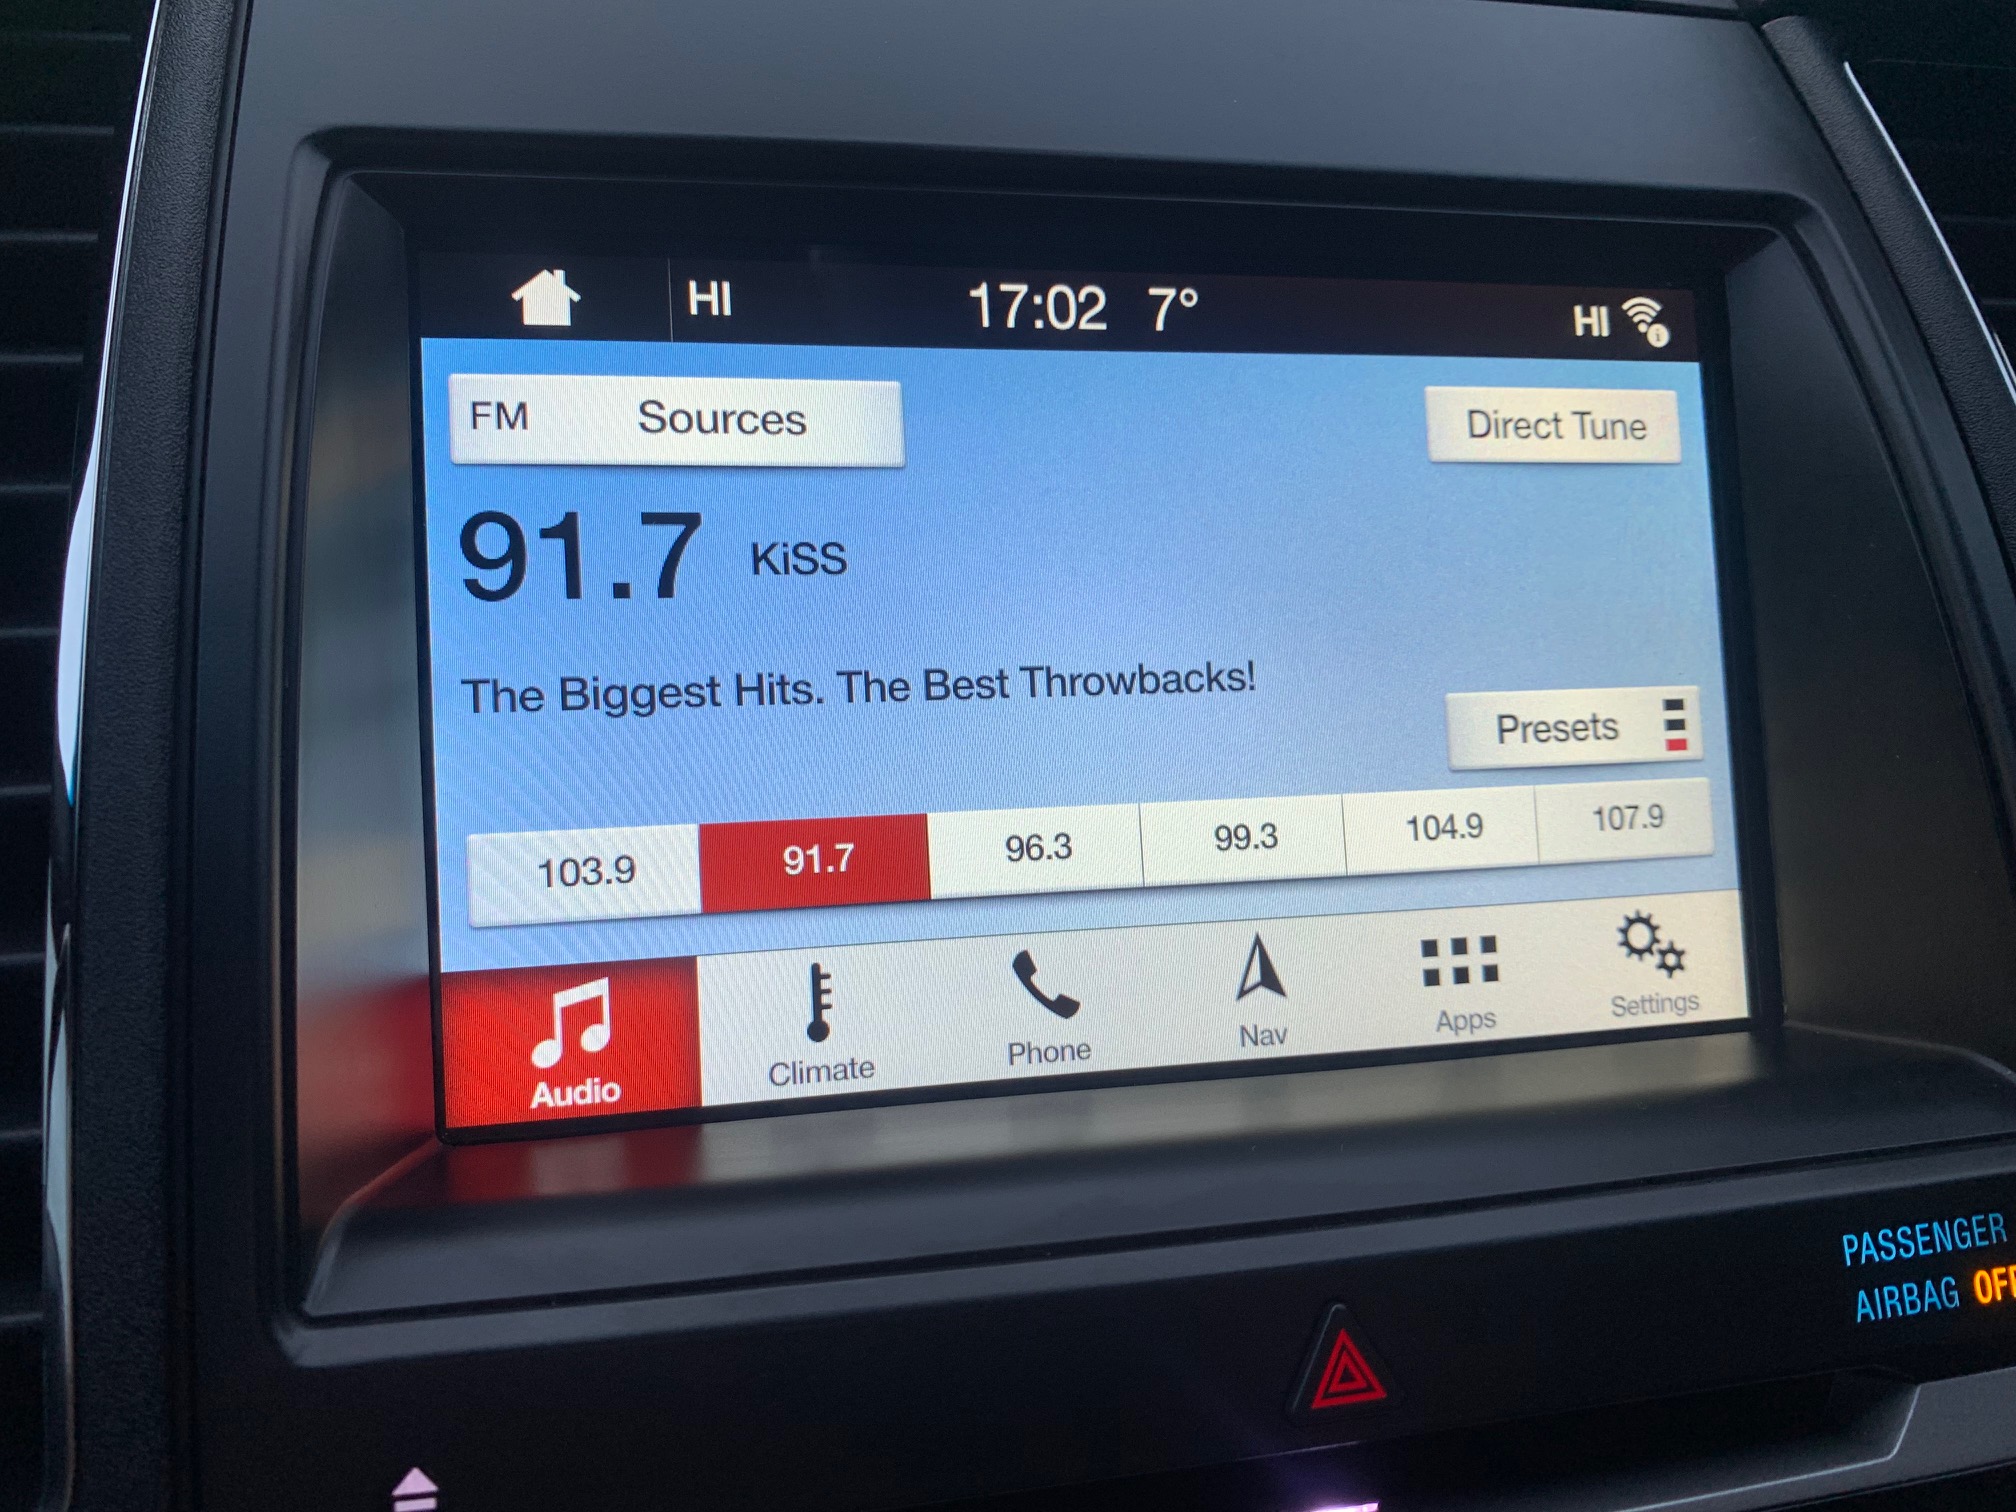 HI 17:02 7° HI
FM Sources Direct Tune
91.7 KiSS
The Biggest Hits. The Best Throwbacks!
Presets
103.9 91.7 96.3 99.3 104.9 107.9
Audio Climate Phone Nav Apps Settings
PASSENGER
AIRBAG OFF